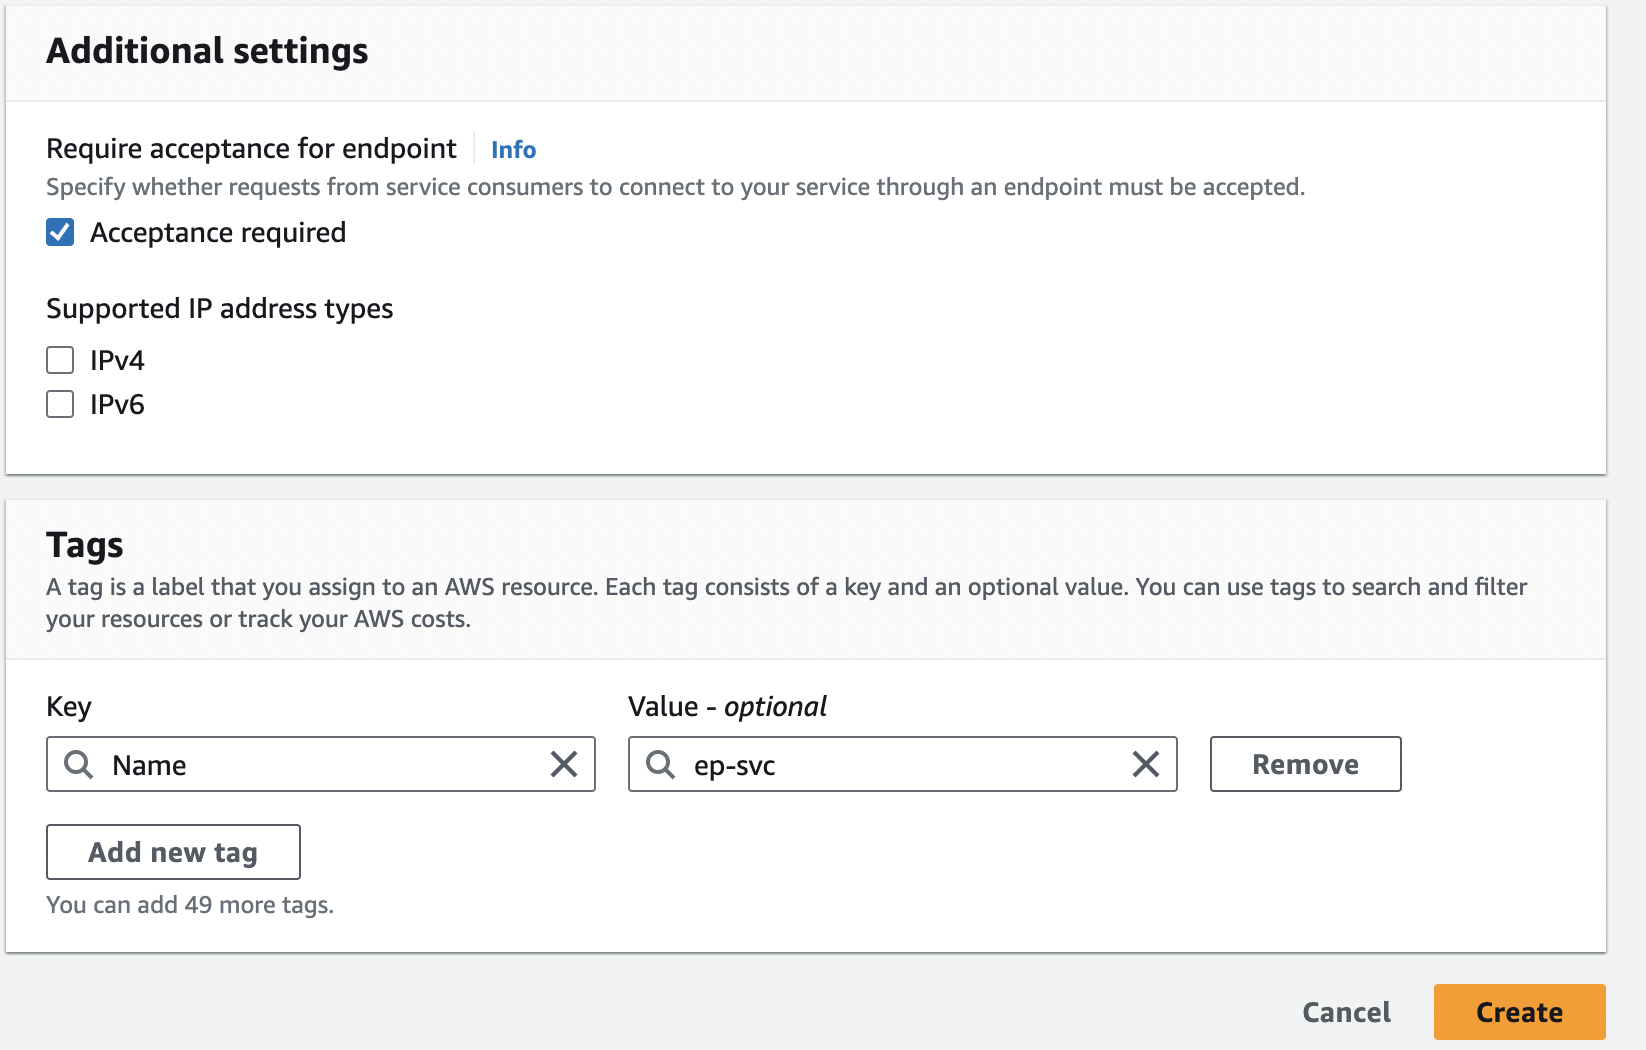 Additional settings
Require acceptance for endpoint Info
Specify whether requests from service consumers to connect to your service through an endpoint must be accepted.
Acceptance required
Supported IP address types
IPv4
IPv6
Tags
A tag is a label that you assign to an AWS resource. Each tag consists of a key and an optional value. You can use tags to search and filter
your resources or track your AWS costs.
Key Value - optional
Name ep-svc Remove
Add new tag
You can add 49 more tags.
Cancel Create